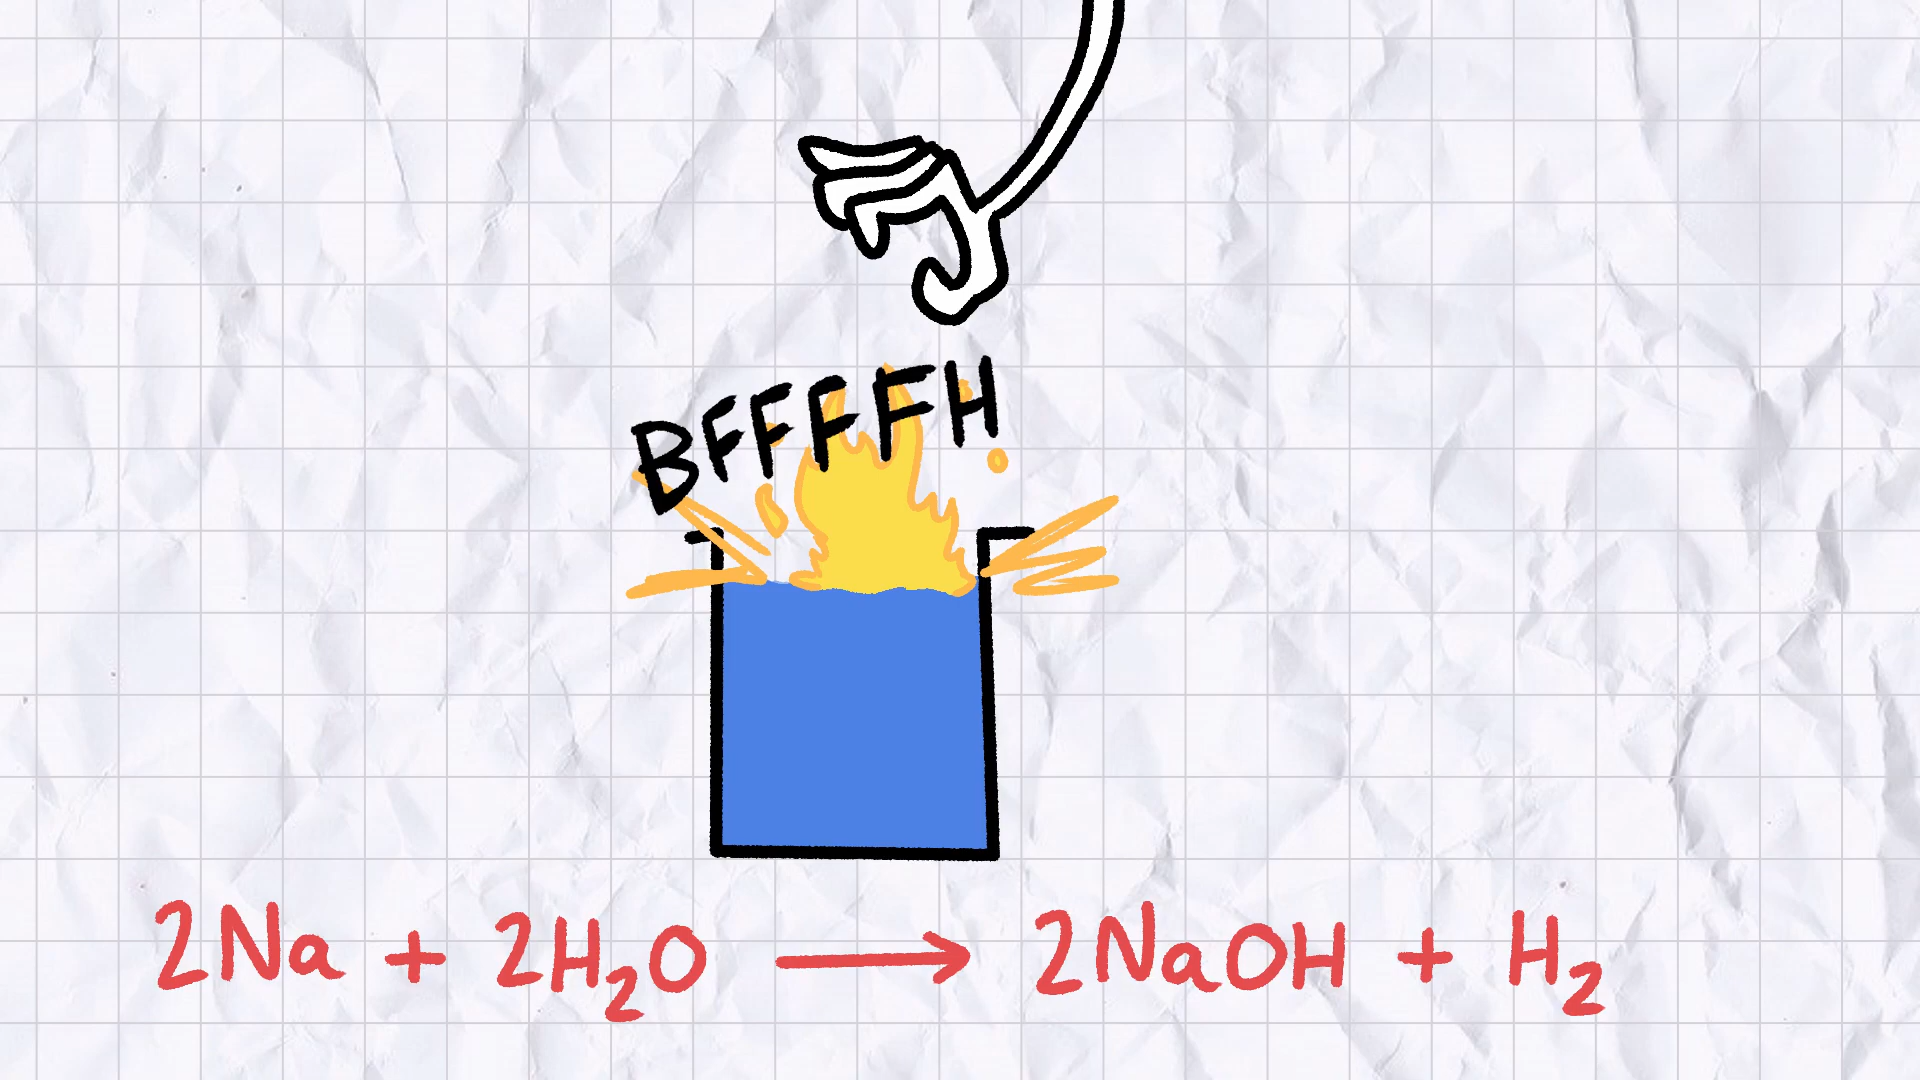 BFFFFH
2Na + 2H₂O → 2NaOH + H₂